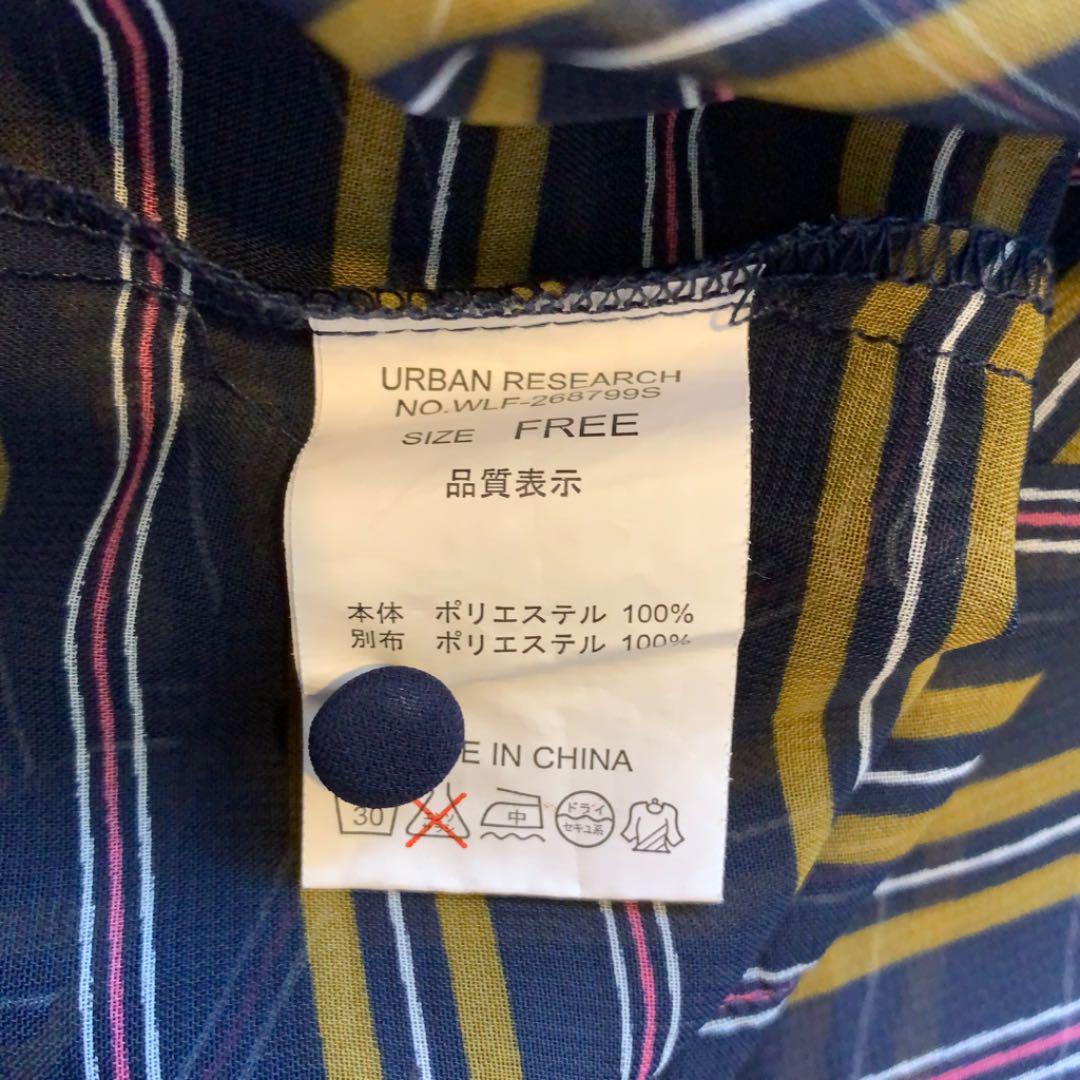 URBAN RESEARCH
NO.WLF-268799S
SIZE FREE
品質表示
本体 ポリエステル 100%
別布 ポリエステル 100%
E IN CHINA
30 中 ドライ
セキユ系